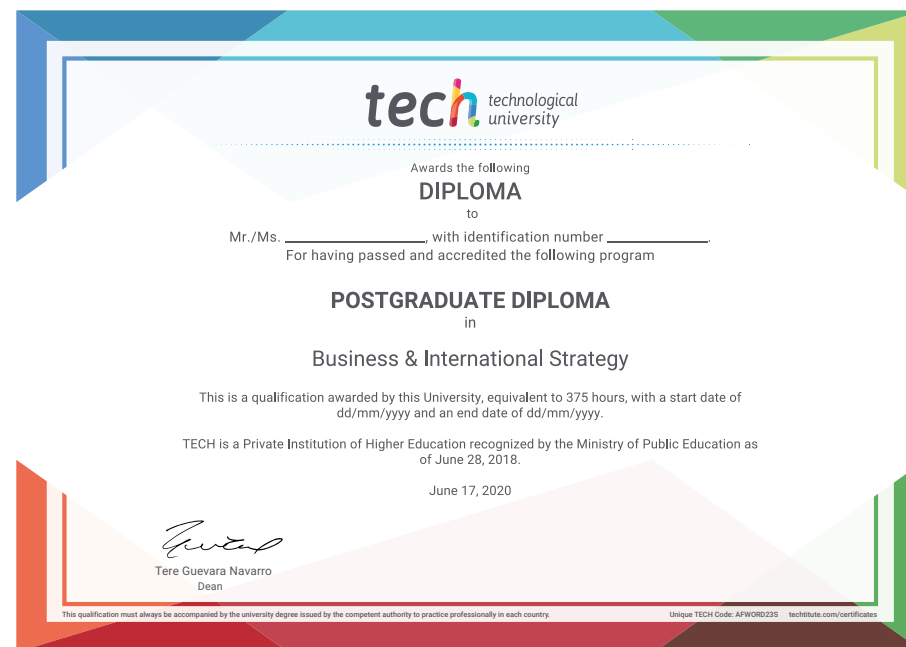 tech technological
university
Awards the following
DIPLOMA
to
Mr./Ms. ____________________, with identification number ______________.
For having passed and accredited the following program
POSTGRADUATE DIPLOMA
in
Business & International Strategy
This is a qualification awarded by this University, equivalent to 375 hours, with a start date of
dd/mm/yyyy and an end date of dd/mm/yyyy.
TECH is a Private Institution of Higher Education recognized by the Ministry of Public Education as
of June 28, 2018.
June 17, 2020
Tere Guevara Navarro
Dean
This qualification must always be accompanied by the university degree issued by the competent authority to practice professionally in each country. Unique TECH Code: AFWORD23S techtitute.com/certificates